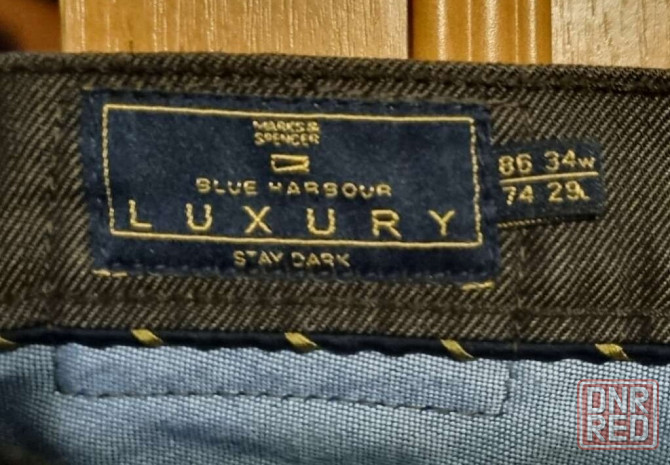 MARKS &
SPENCER
BLUE HARBOUR
LUXURY
STAY DARK
86 34W
74 29L
DNR
RED